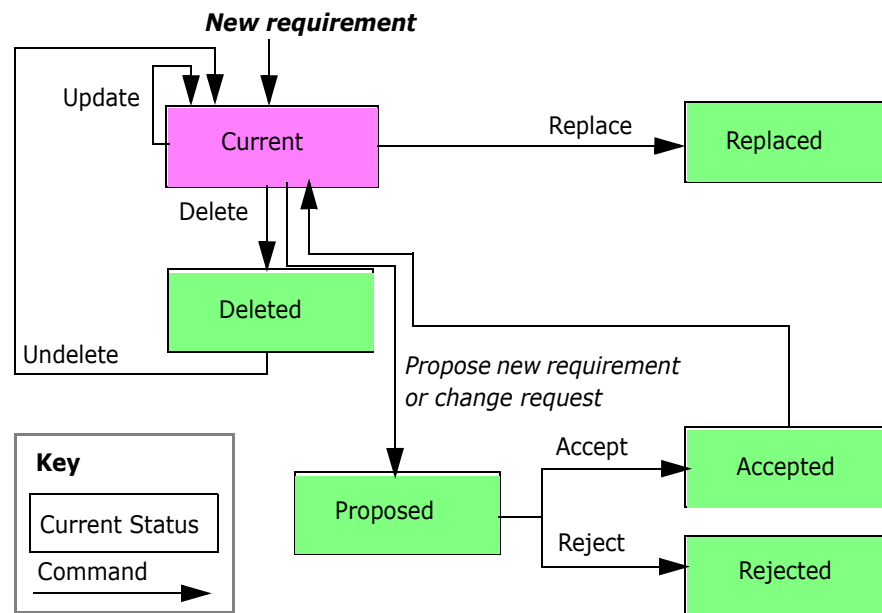 New requirement
Update
Current
Replace
Replaced
Delete
Deleted
Undelete
Propose new requirement
or change request
Key
Current Status
Command
Proposed
Accept
Accepted
Reject
Rejected